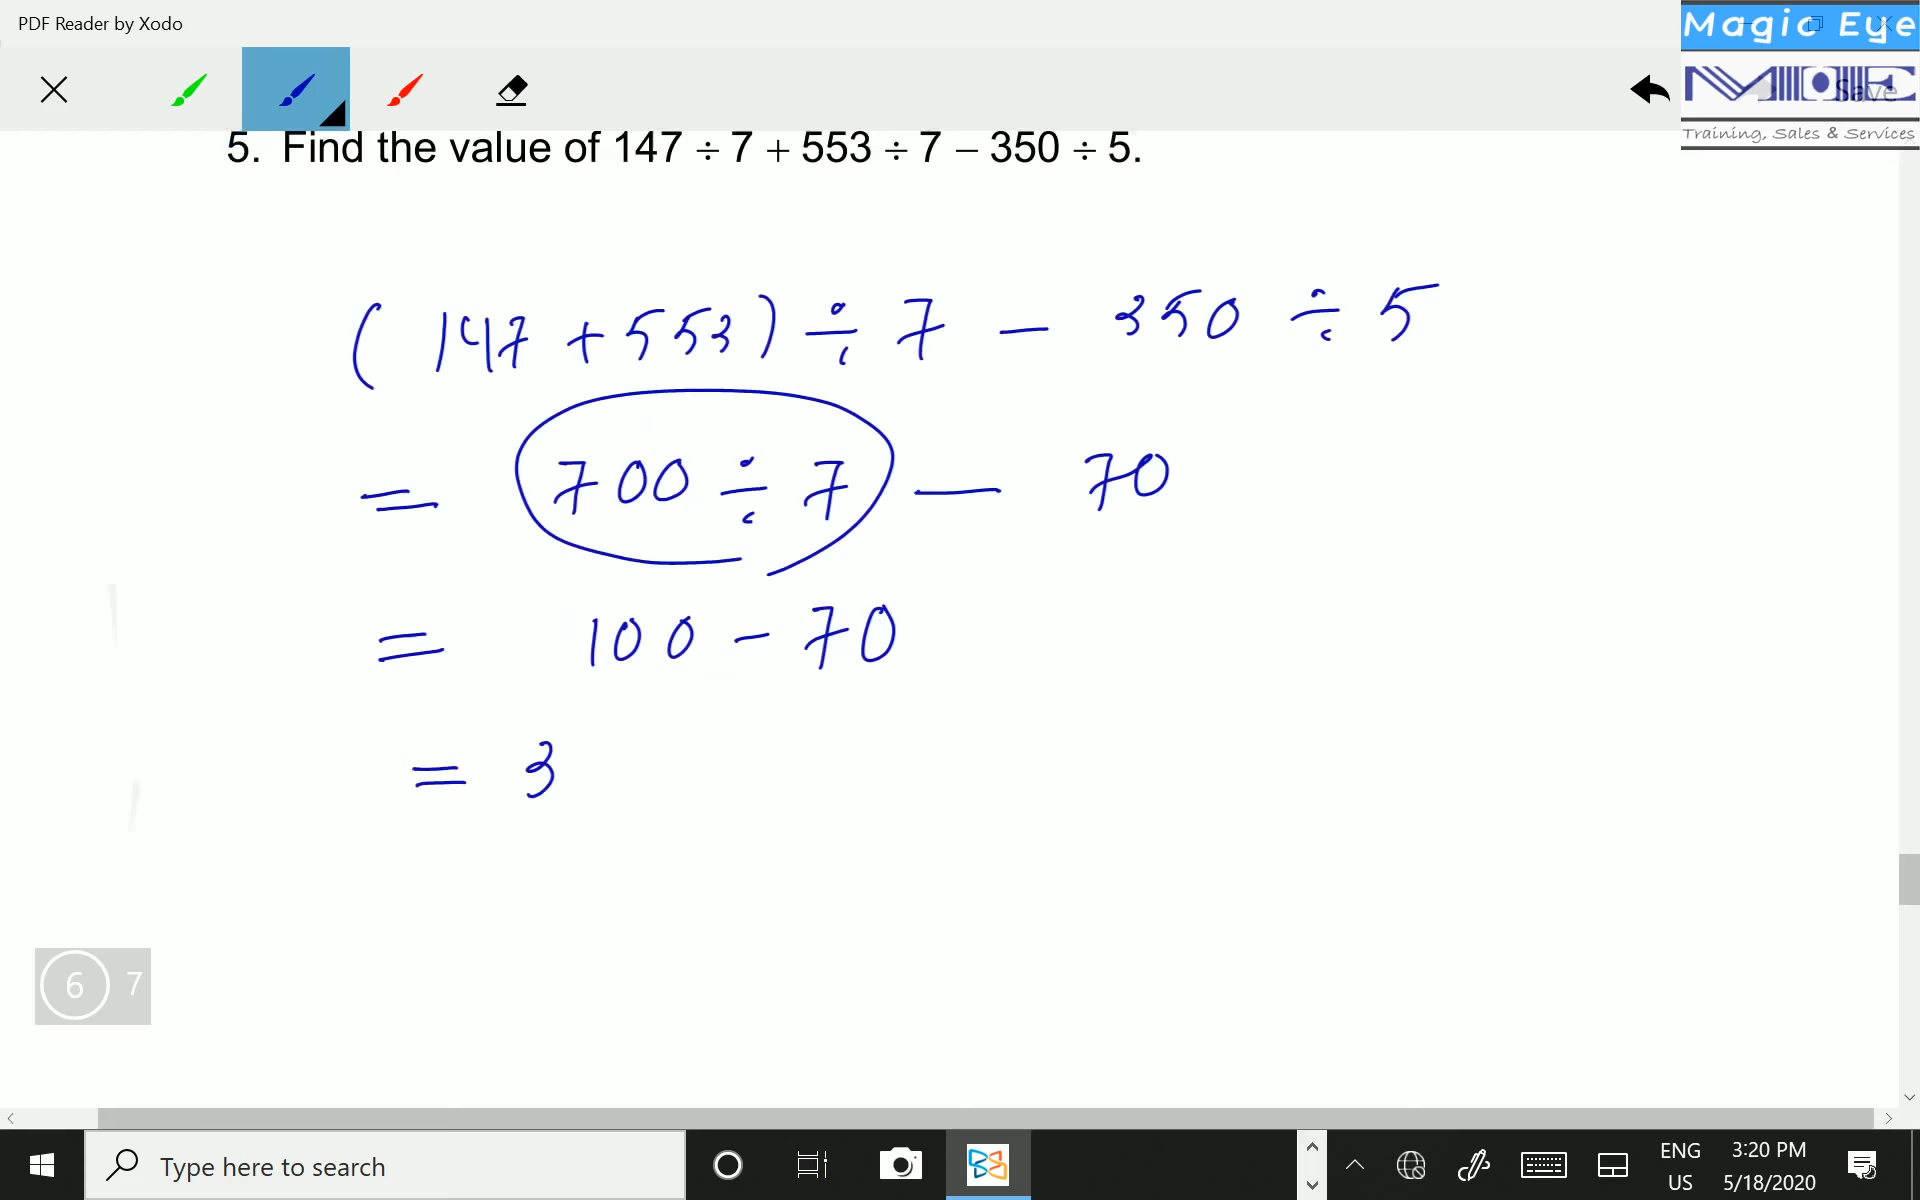 PDF Reader by Xodo
Magic Eye
MDEC
Save
Training, Sales & Services
5. Find the value of 147 ÷ 7 + 553 ÷ 7 – 350 ÷ 5.
(147 + 553) ÷ 7 – 350 ÷ 5
= 700 ÷ 7 – 70
= 100 - 70
= 3
6 7
Type here to search
ENG
US
3:20 PM
5/18/2020